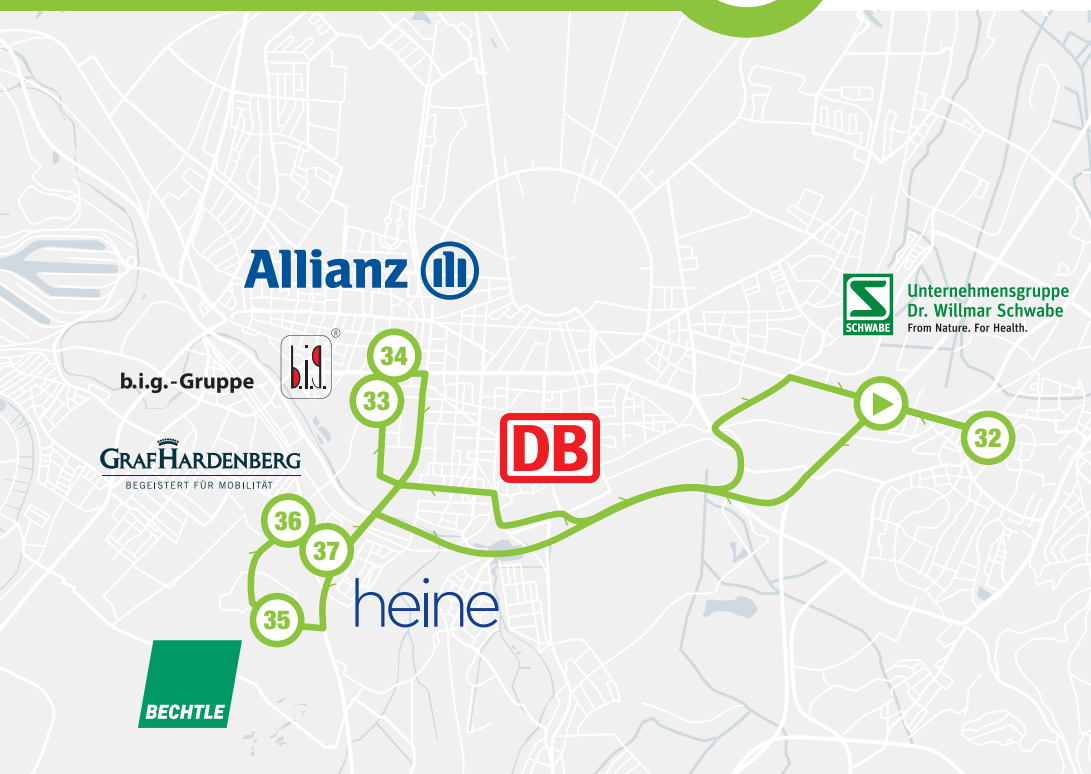 Allianz
Unternehmensgruppe
Dr. Willmar Schwabe
From Nature. For Health.
SCHWABE
®
b.i.g.
b.i.g.-Gruppe
34
33
DB
32
GRAFHARDENBERG
BEGEISTERT FÜR MOBILITÄT
36
37
heine
35
BECHTLE